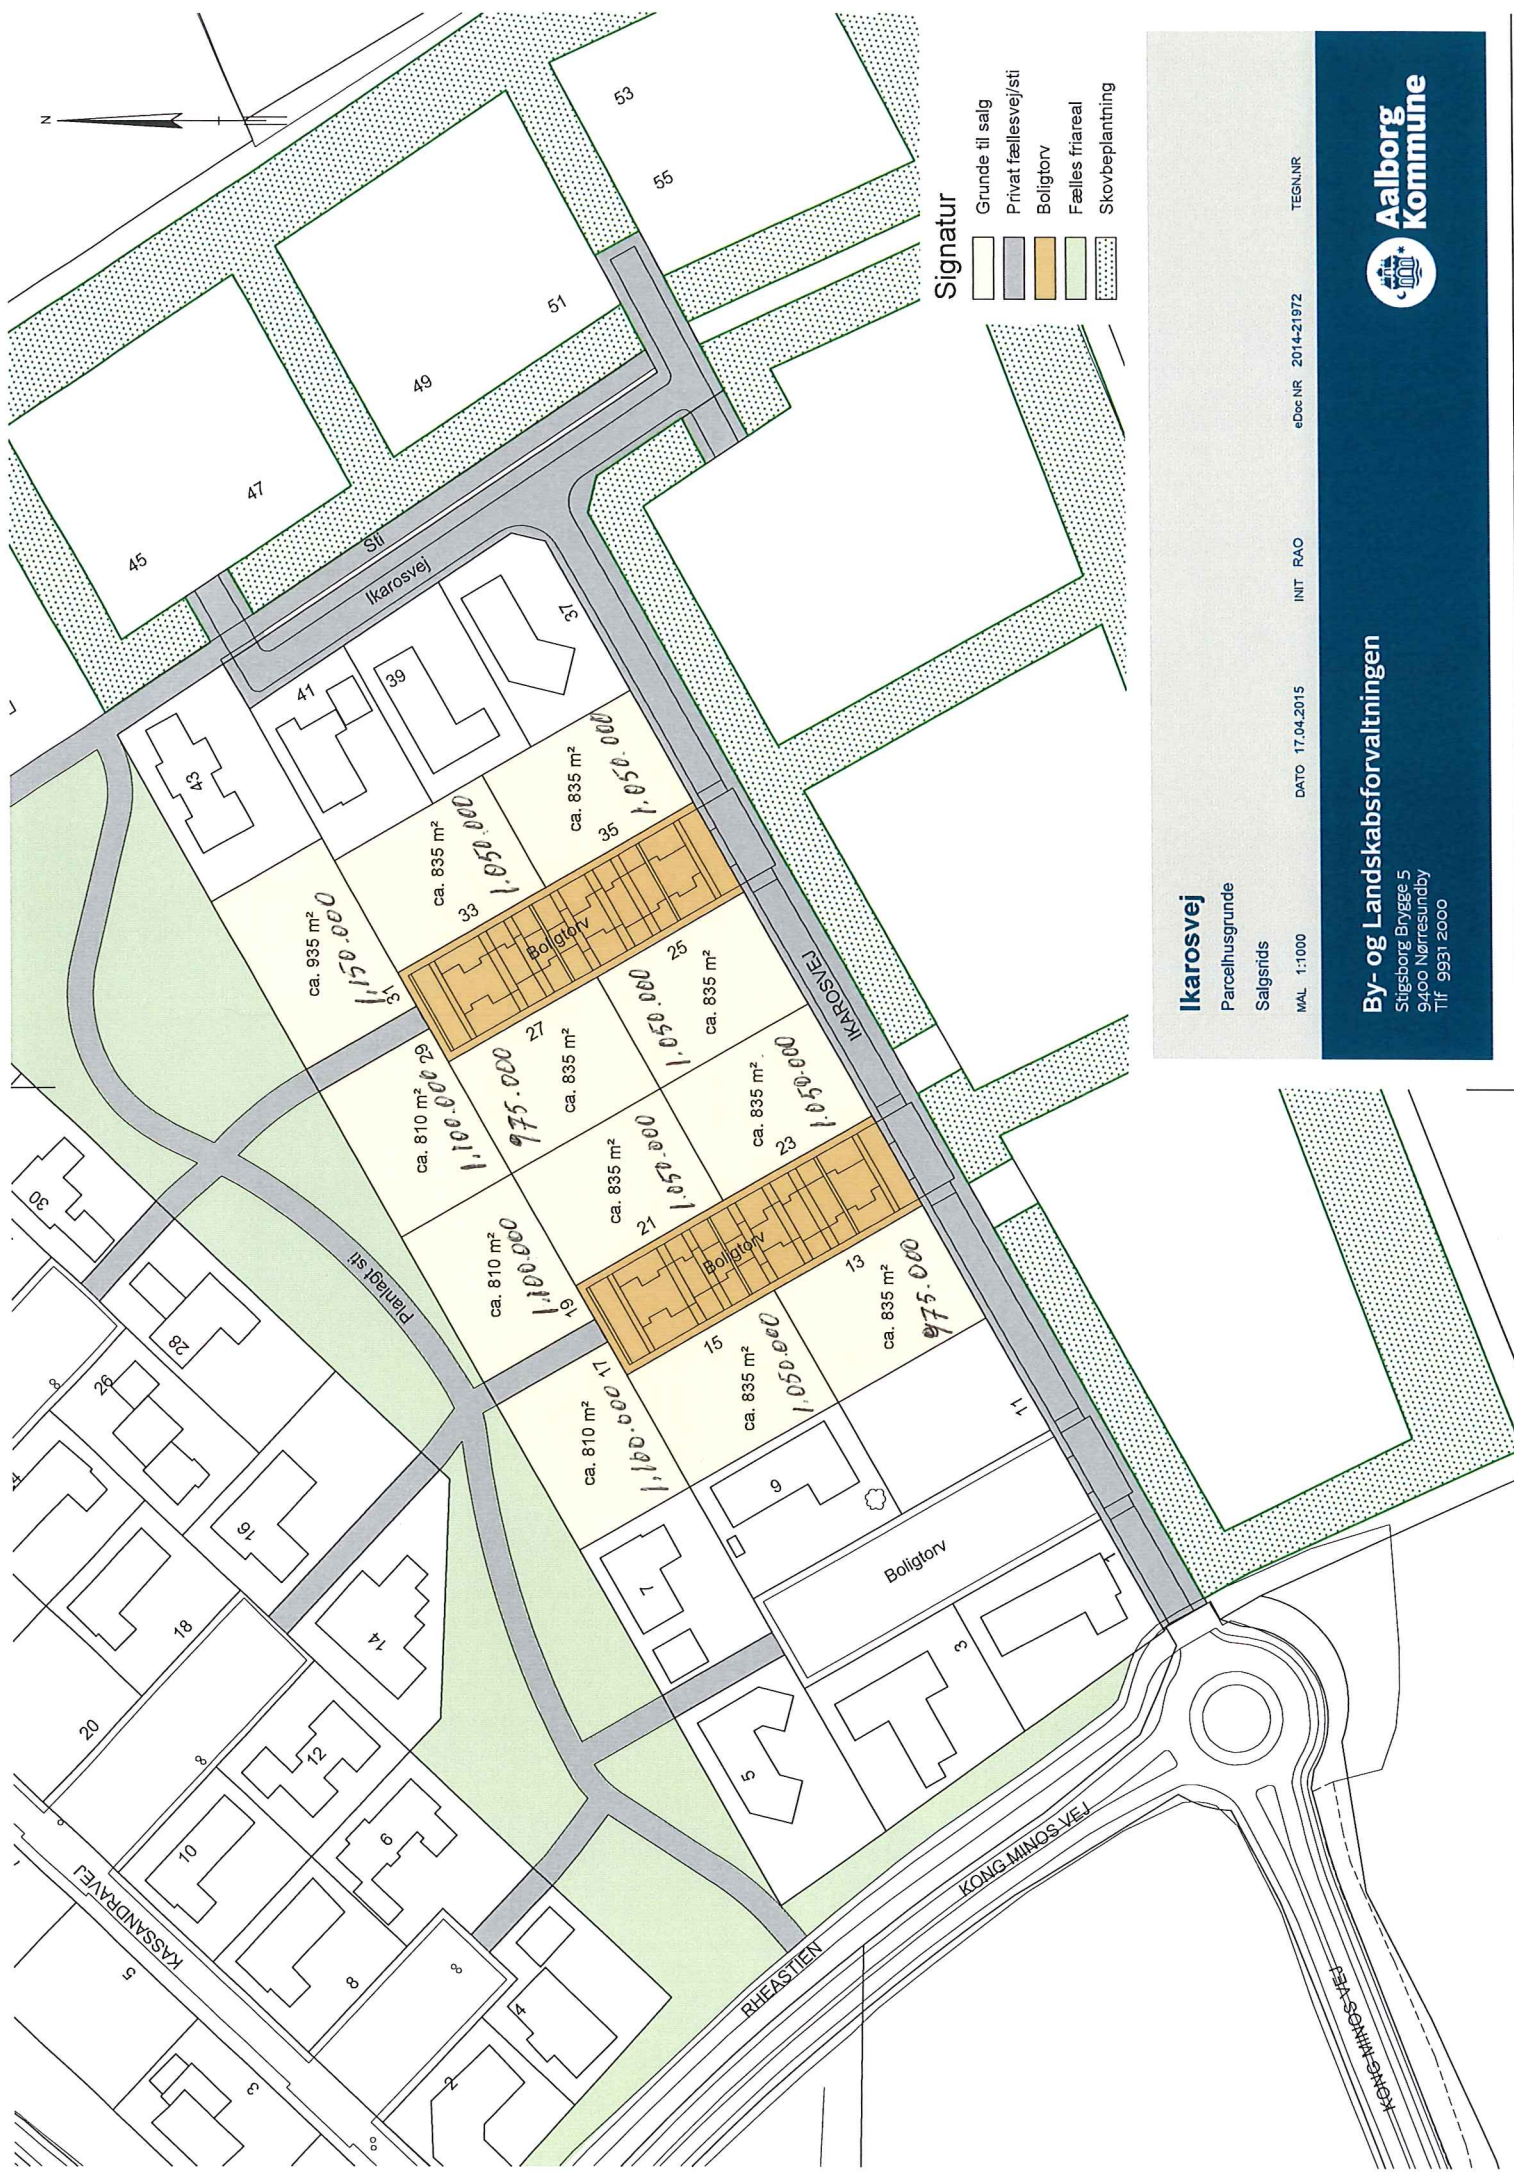 N
53
55
51
49
47
45
Sti
Ikarosvej
37
39
41
43
ca. 835 m²
1.050.000
35
ca. 835 m²
1.050.000
33
ca. 935 m²
1,150.000
31
Boligtorv
25
ca. 835 m²
1.050.000
27
ca. 835 m²
975.000
29
ca. 810 m²
1,100.000
IKAROSVEJ
ca. 835 m²
1.050.000
23
ca. 835 m²
1.050.000
21
ca. 810 m²
1,100.000
19
Boligtorv
13
ca. 835 m²
975.000
15
ca. 835 m²
1.050.000
17
ca. 810 m²
1,100.000
Planlagt sti
30
28
26
8
16
14
18
20
12
8
10
6
8
8
4
2
5
3
KASSANDRAVEJ
11
9
7
Boligtorv
1
3
5
RHEASTIEN
KONG MINOS VEJ
KONG MINOS VEJ
Signatur
Grunde til salg
Privat fællesvej/sti
Boligtorv
Fælles friareal
Skovbeplantning
Ikarosvej
Parcelhusgrunde
Salgsrids
MAL 1:1000 DATO 17.04.2015 INIT RAO eDoc NR 2014-21972 TEGN.NR
By- og Landskabsforvaltningen
Stigsborg Brygge 5
9400 Nørresundby
Tlf 9931 2000
Aalborg
Kommune